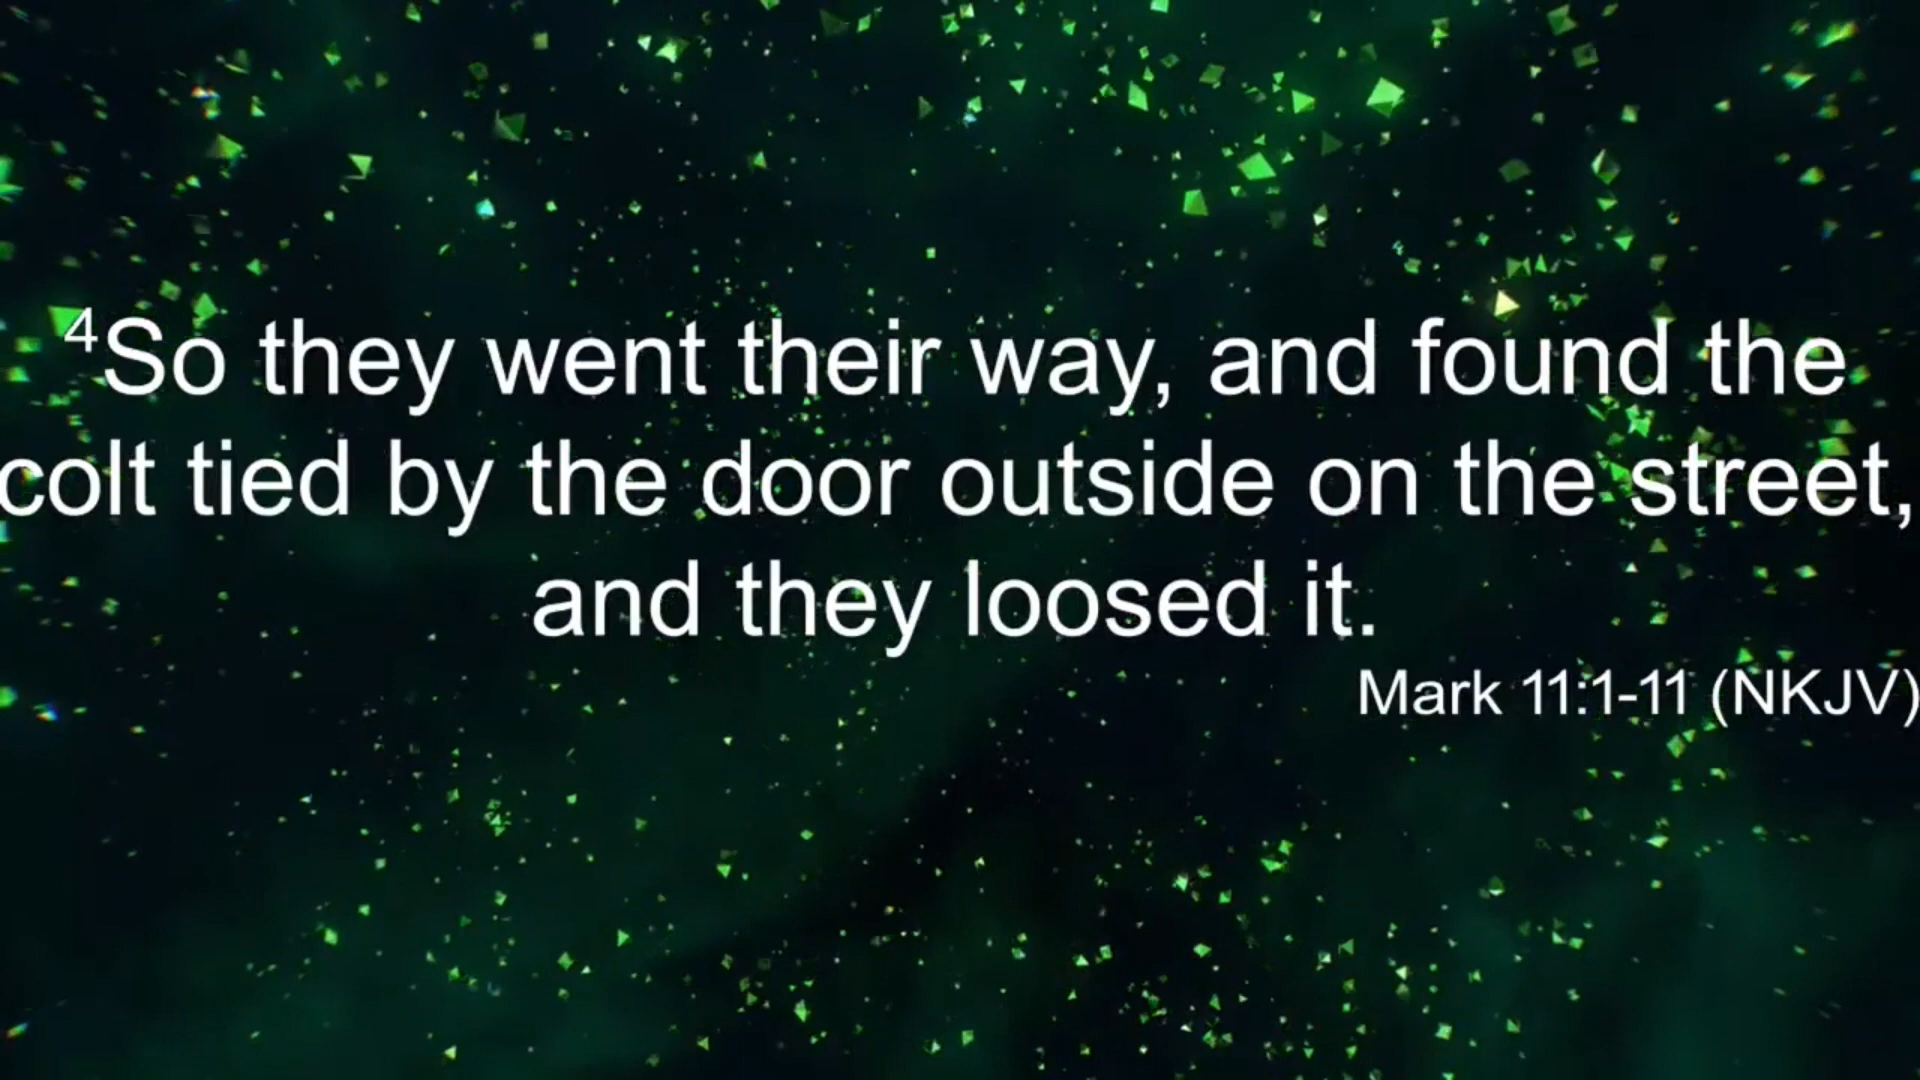 ⁴So they went their way, and found the
colt tied by the door outside on the street,
and they loosed it.
Mark 11:1-11 (NKJV)